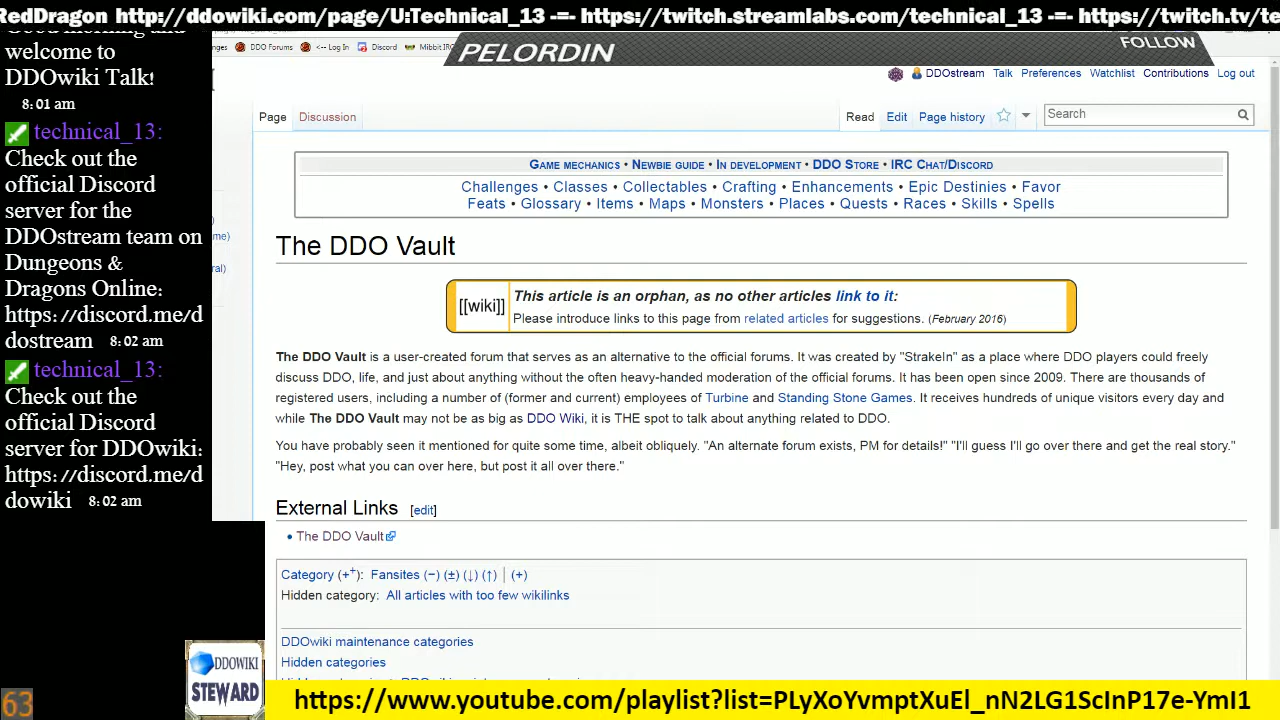 RedDragon http://ddowiki.com/page/U:Technical_13 -=- https://twitch.streamlabs.com/technical_13 -=- https://twitch.tv/te
Good morning and
welcome to
DDOwiki Talk!
8:01 am
technical_13:
Check out the
official Discord
server for the
DDOstream team on
Dungeons &
Dragons Online:
https://discord.me/d
dostream 8:02 am
technical_13:
Check out the
official Discord
server for DDOwiki:
https://discord.me/d
dowiki 8:02 am
63
nges DDO Forums <-- Log In Discord Mibbit IR
PELORDIN
FOLLOW
DDOstream Talk Preferences Watchlist Contributions Log out
Page Discussion Read Edit Page history Search
me)
ral)
Game mechanics • Newbie guide • In development • DDO Store • IRC Chat/Discord
Challenges • Classes • Collectables • Crafting • Enhancements • Epic Destinies • Favor
Feats • Glossary • Items • Maps • Monsters • Places • Quests • Races • Skills • Spells
The DDO Vault
[[wiki]]
This article is an orphan, as no other articles link to it:
Please introduce links to this page from related articles for suggestions. (February 2016)
The DDO Vault is a user-created forum that serves as an alternative to the official forums. It was created by "Strakeln" as a place where DDO players could freely
discuss DDO, life, and just about anything without the often heavy-handed moderation of the official forums. It has been open since 2009. There are thousands of
registered users, including a number of (former and current) employees of Turbine and Standing Stone Games. It receives hundreds of unique visitors every day and
while The DDO Vault may not be as big as DDO Wiki, it is THE spot to talk about anything related to DDO.
You have probably seen it mentioned for quite some time, albeit obliquely. "An alternate forum exists, PM for details!" "I'll guess I'll go over there and get the real story."
"Hey, post what you can over here, but post it all over there."
External Links [edit]
• The DDO Vault
Category (++): Fansites (−) (±) (↓) (↑) | (+)
Hidden category: All articles with too few wikilinks
DDOwiki maintenance categories
Hidden categories
DDOWIKI
STEWARD
https://www.youtube.com/playlist?list=PLyXoYvmptXuEl_nN2LG1ScInP17e-YmI1